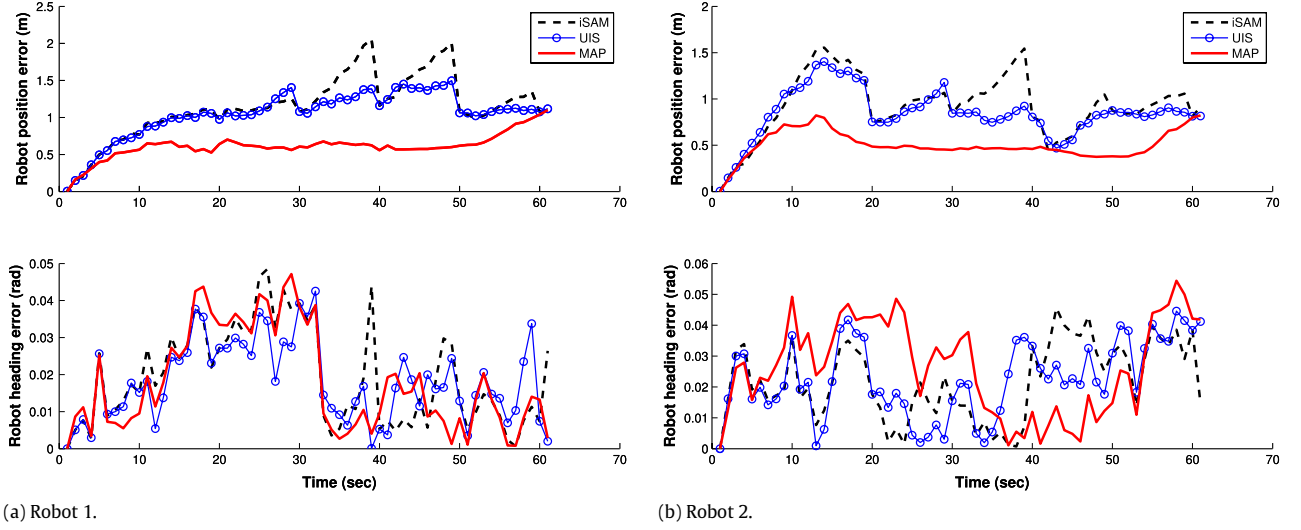 Robot position error (m)
2.5
2
1.5
1
0.5
0
0 10 20 30 40 50 60 70
iSAM
UIS
MAP
Robot position error (m)
2
1.5
1
0.5
0
0 10 20 30 40 50 60 70
iSAM
UIS
MAP
Robot heading error (rad)
0.05
0.04
0.03
0.02
0.01
0
0 10 20 30 40 50 60 70
Time (sec)
Robot heading error (rad)
0.06
0.05
0.04
0.03
0.02
0.01
0
0 10 20 30 40 50 60 70
Time (sec)
(a) Robot 1.
(b) Robot 2.